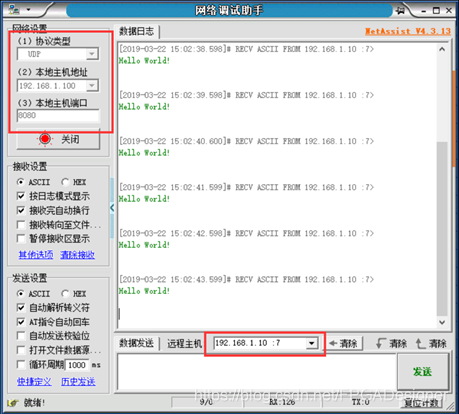 网络调试助手
网络设置
(1) 协议类型
UDP
(2) 本地主机地址
192.168.1.100
(3) 本地主机端口
8080
关闭
接收设置
ASCII HEX
按日志模式显示
接收完自动换行
接收转向至文件...
暂停接收区显示
其他选项 清除接收
发送设置
ASCII HEX
自动解析转义符
AT指令自动回车
自动发送校验位
打开文件数据源...
循环周期 1000 ms
快捷定义 历史发送
数据日志 NetAssist V4.3.13
[2019-03-22 15:02:38.598]# RECV ASCII FROM 192.168.1.10 :7>
Hello World!
[2019-03-22 15:02:39.598]# RECV ASCII FROM 192.168.1.10 :7>
Hello World!
[2019-03-22 15:02:40.600]# RECV ASCII FROM 192.168.1.10 :7>
Hello World!
[2019-03-22 15:02:41.599]# RECV ASCII FROM 192.168.1.10 :7>
Hello World!
[2019-03-22 15:02:42.598]# RECV ASCII FROM 192.168.1.10 :7>
Hello World!
[2019-03-22 15:02:43.599]# RECV ASCII FROM 192.168.1.10 :7>
Hello World!
数据发送 远程主机 192.168.1.10 :7 清除 清除 清除
发送
https://blog.csdn.net/FPGADesigner
就绪! 9/0 RX:126 TX:0 复位计数